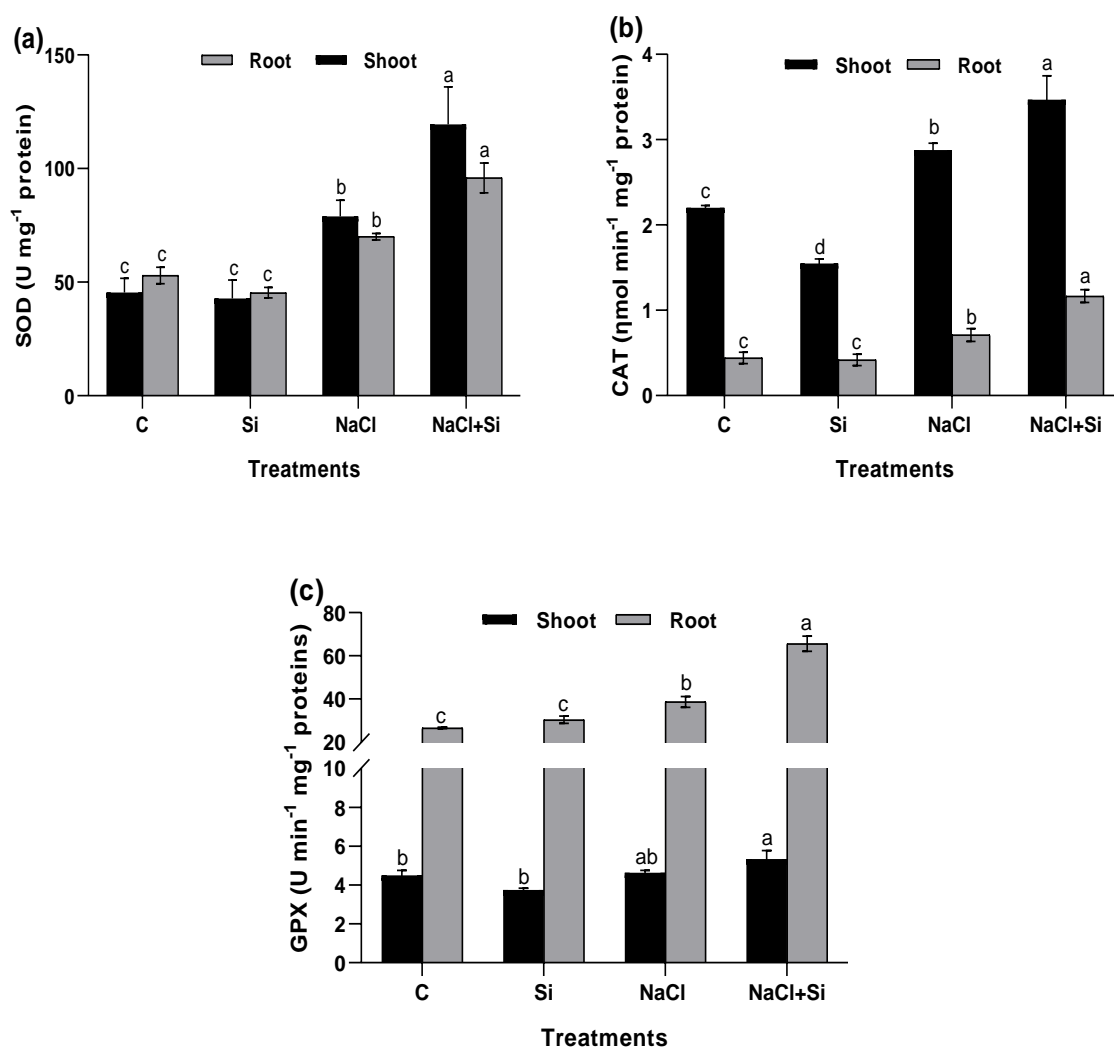 (a)
Root Shoot
SOD (U mg⁻¹ protein)
150
100
50
0
c c c c b b a a
C Si NaCl NaCl+Si
Treatments
(b)
Shoot Root
CAT (ηmol min⁻¹ mg⁻¹ protein)
4
3
2
1
0
c c d c b b a a
C Si NaCl NaCl+Si
Treatments
(c)
Shoot Root
GPX (U min⁻¹ mg⁻¹ proteins)
80
60
40
20
10
8
6
4
2
0
c c b a
b b ab a
C Si NaCl NaCl+Si
Treatments